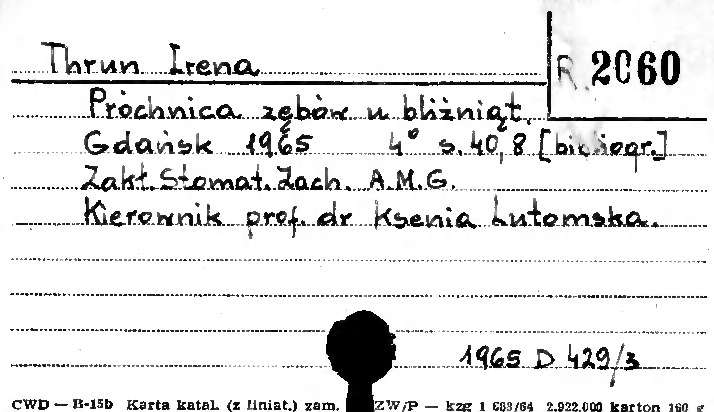 Thrun Irena
R. 2060
Próchnica zębów u bliźniąt.
Gdańsk 1965 4° s. 40, 8 [bibliogr.]
Zakł. Stomat. Zach. A.M.G.
Kierownik prof. dr Ksenia Lutomska.
1965 D 429/3
CWD — B-15b Karta katal. (z liniat.) zam. ZW/P — kzg 1 683/64 2.922.000 karton 160 g